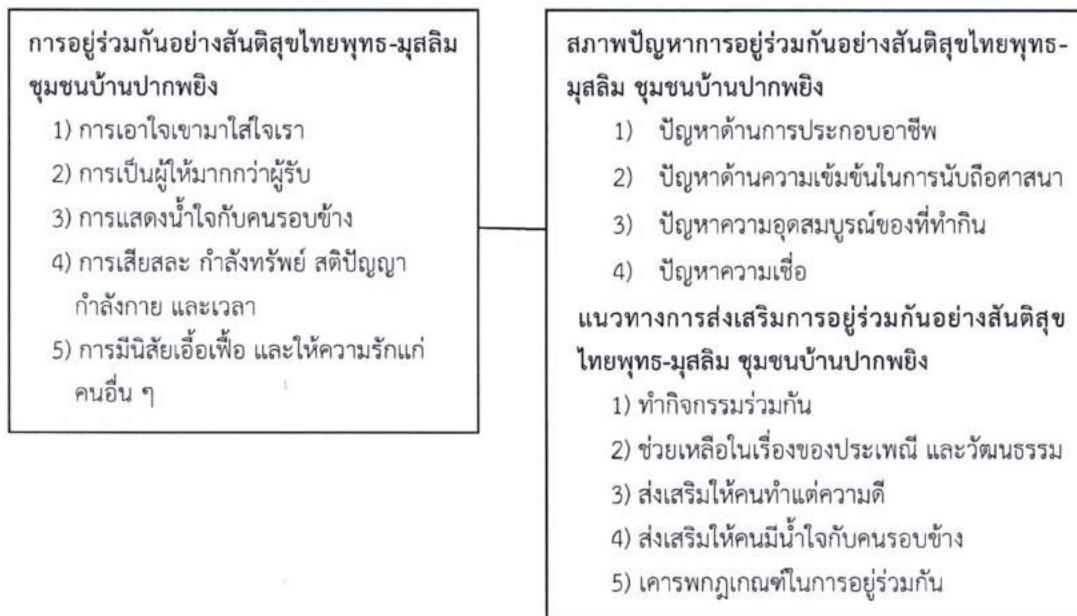 การอยู่ร่วมกันอย่างสันติสุขไทยพุทธ-มุสลิม
ชุมชนบ้านปากพยิง
1) การเอาใจเขามาใส่ใจเรา
2) การเป็นผู้ให้มากกว่าผู้รับ
3) การแสดงน้ำใจกับคนรอบข้าง
4) การเสียสละ กำลังทรัพย์ สติปัญญา
กำลังกาย และเวลา
5) การมีนิสัยเอื้อเฟื้อ และให้ความรักแก่
คนอื่น ๆ
สภาพปัญหาการอยู่ร่วมกันอย่างสันติสุขไทยพุทธ-
มุสลิม ชุมชนบ้านปากพยิง
1) ปัญหาด้านการประกอบอาชีพ
2) ปัญหาด้านความเข้มข้นในการนับถือศาสนา
3) ปัญหาความอุดสมบูรณ์ของที่ทำกิน
4) ปัญหาความเชื่อ
แนวทางการส่งเสริมการอยู่ร่วมกันอย่างสันติสุข
ไทยพุทธ-มุสลิม ชุมชนบ้านปากพยิง
1) ทำกิจกรรมร่วมกัน
2) ช่วยเหลือในเรื่องของประเพณี และวัฒนธรรม
3) ส่งเสริมให้คนทำแต่ความดี
4) ส่งเสริมให้คนมีน้ำใจกับคนรอบข้าง
5) เคารพกฎเกณฑ์ในการอยู่ร่วมกัน